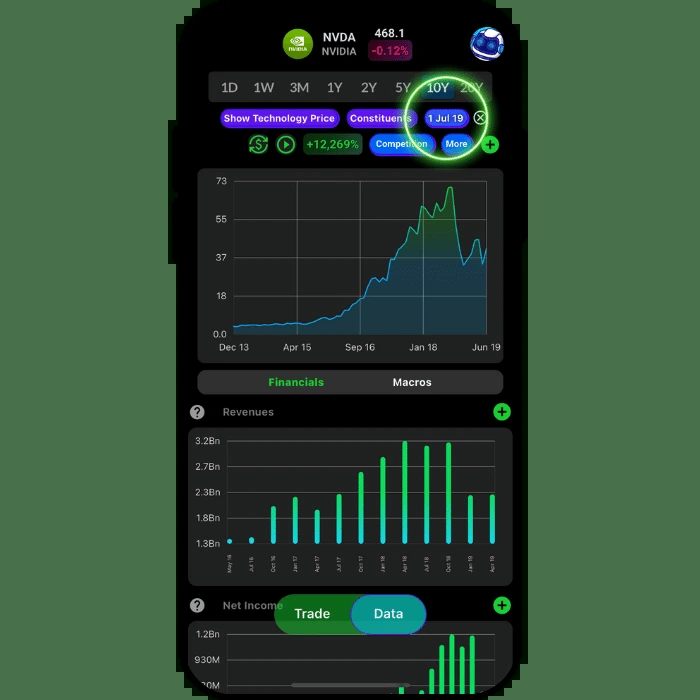 NVDA 468.1
NVIDIA -0.12%
NVIDIA
1D 1W 3M 1Y 2Y 5Y 10Y 20Y
Show Technology Price Constituents 1 Jul 19
+12,269% Competition More
73
55
37
18
0.0
Dec 13 Apr 15 Sep 16 Jan 18 Jun 19
Financials Macros
? Revenues
3.2Bn
2.7Bn
2.3Bn
1.8Bn
1.3Bn
May 16 Jul 16 Oct 16 Jan 17 Apr 17 Jul 17 Oct 17 Jan 18 Apr 18 Jul 18 Oct 18 Jan 19 Apr 19
? Net Income
Trade Data
1.2Bn
930M